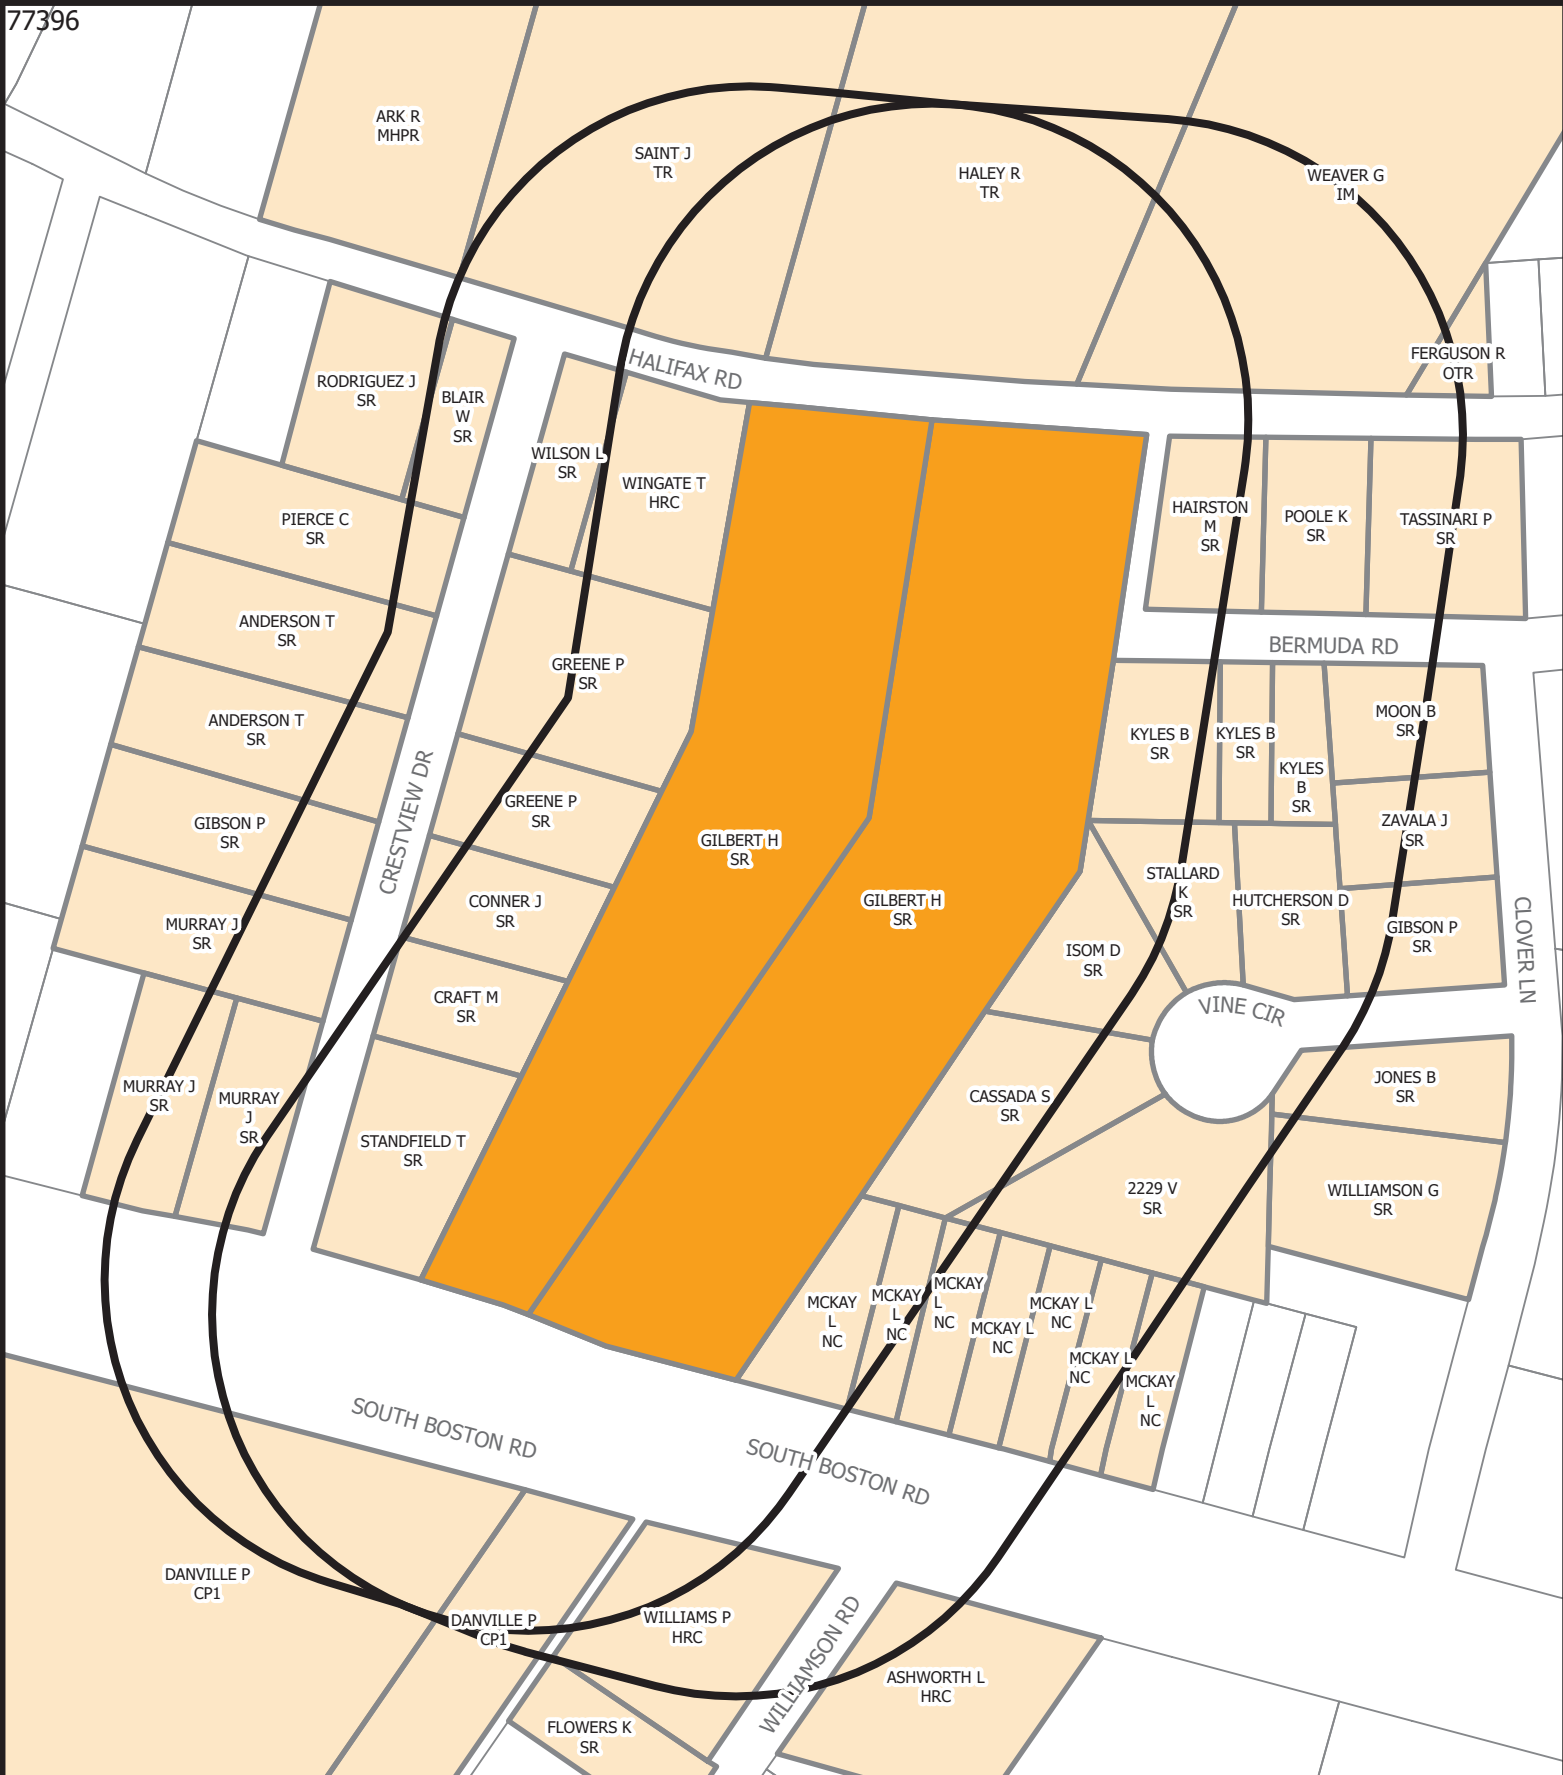 77396
ARK R
MHPR
SAINT J
TR
HALEY R
TR
WEAVER G
IM
FERGUSON R
OTR
HALIFAX RD
RODRIGUEZ J
SR
BLAIR
W
SR
WILSON L
SR
WINGATE T
HRC
PIERCE C
SR
HAIRSTON
M
SR
POOLE K
SR
TASSINARI P
SR
ANDERSON T
SR
BERMUDA RD
GREENE P
SR
ANDERSON T
SR
KYLES B
SR
KYLES B
SR
KYLES
B
SR
MOON B
SR
GIBSON P
SR
CRESTVIEW DR
GREENE P
SR
GILBERT H
SR
ZAVALA J
SR
CONNER J
SR
GILBERT H
SR
STALLARD
K
SR
HUTCHERSON D
SR
GIBSON P
SR
CLOVER LN
MURRAY J
SR
ISOM D
SR
CRAFT M
SR
VINE CIR
MURRAY J
SR
MURRAY
J
SR
CASSADA S
SR
JONES B
SR
STANDFIELD T
SR
2229 V
SR
WILLIAMSON G
SR
MCKAY
L
NC
MCKAY
L
NC
MCKAY
L
NC
MCKAY L
NC
MCKAY L
NC
MCKAY L
NC
MCKAY
L
NC
SOUTH BOSTON RD
SOUTH BOSTON RD
DANVILLE P
CP1
DANVILLE P
CP1
WILLIAMS P
HRC
WILLIAMSON RD
ASHWORTH L
HRC
FLOWERS K
SR